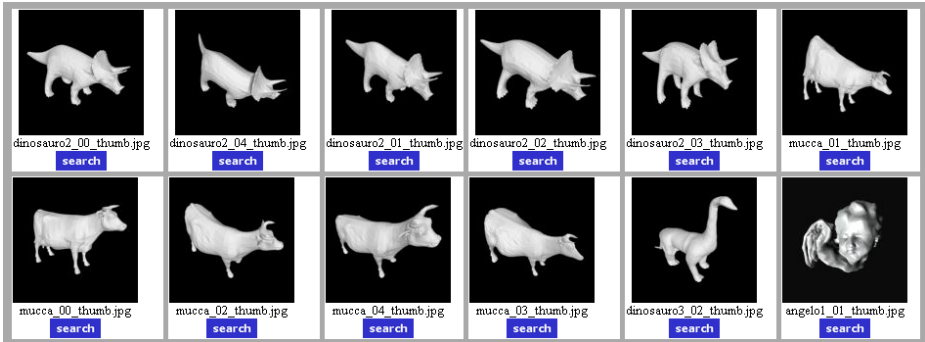 dinosauro2_00_thumb.jpg dinosauro2_04_thumb.jpg dinosauro2_01_thumb.jpg dinosauro2_02_thumb.jpg dinosauro2_03_thumb.jpg mucca_01_thumb.jpg
search search search search search search
mucca_00_thumb.jpg mucca_02_thumb.jpg mucca_04_thumb.jpg mucca_03_thumb.jpg dinosauro3_02_thumb.jpg angelo1_01_thumb.jpg
search search search search search search